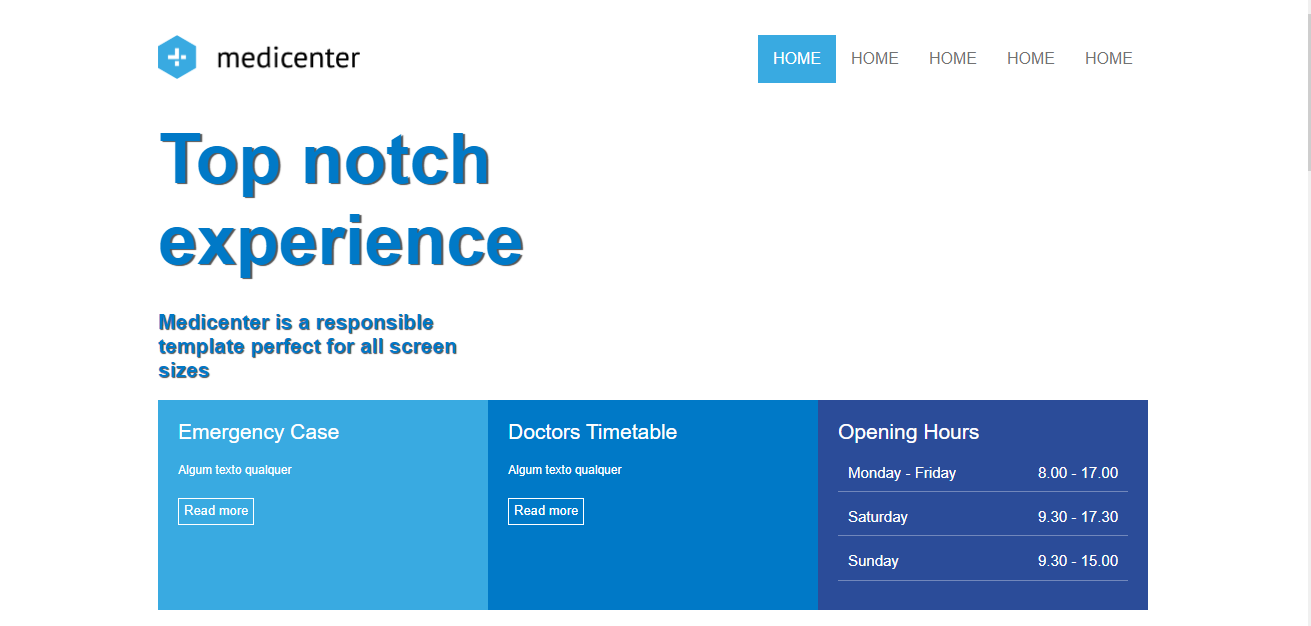 medicenter
HOME HOME HOME HOME HOME
Top notch
experience
Medicenter is a responsible
template perfect for all screen
sizes
Emergency Case
Algum texto qualquer
Read more
Doctors Timetable
Algum texto qualquer
Read more
Opening Hours
Monday - Friday 8.00 - 17.00
Saturday 9.30 - 17.30
Sunday 9.30 - 15.00